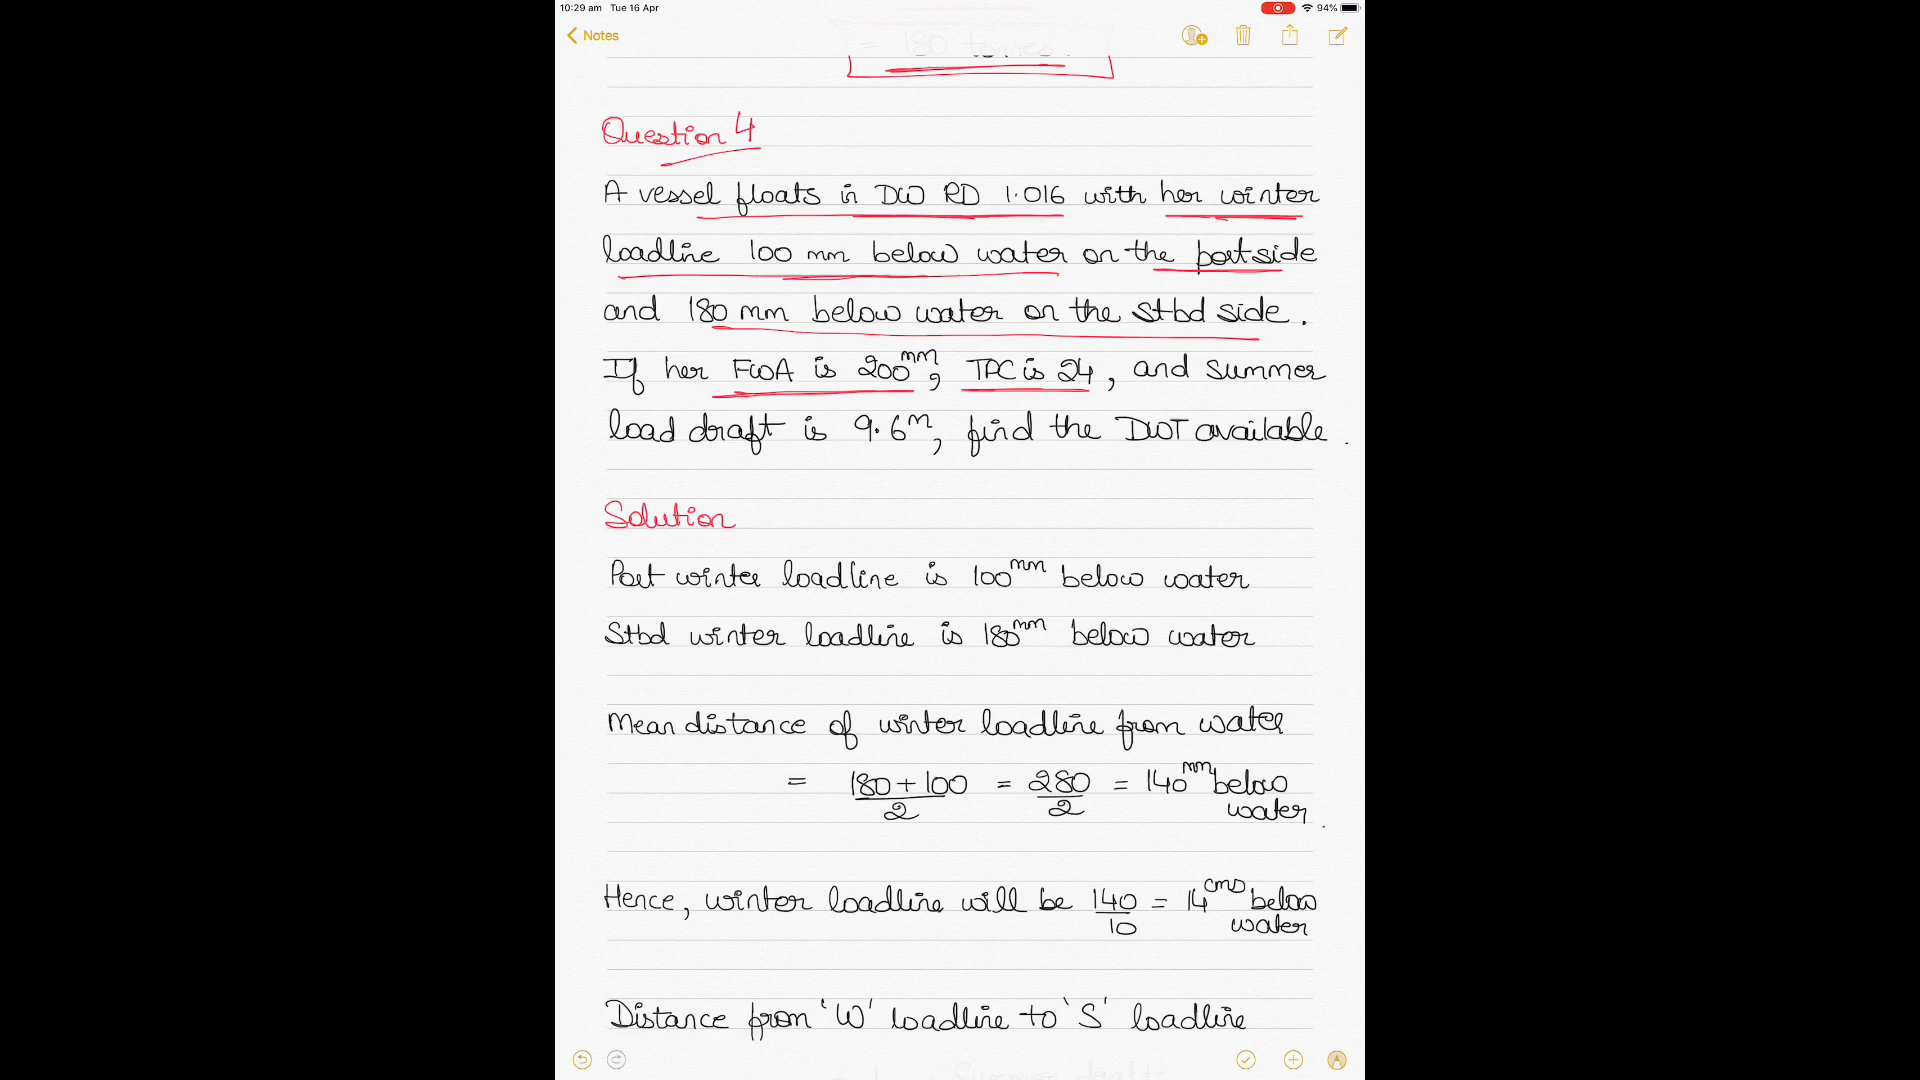 10:29 am Tue 16 Apr
94%
Notes
= 180 tonnes.
Question 4
A vessel floats in DW RD 1.016 with her winter
loadline 100 mm below water on the portside
and 180 mm below water on the Stbd side.
If her FWA is 200mm, TPC is 24, and summer
load draft is 9.6m, find the DWT available.
Solution
Port winter loadline is 100mm below water
Stbd winter loadline is 180mm below water
Mean distance of winter loadline from water
= 180 + 100 / 2 = 280 / 2 = 140mm below water.
Hence, winter loadline will be 140 / 10 = 14cms below water
Distance from 'W' loadline to 'S' loadline